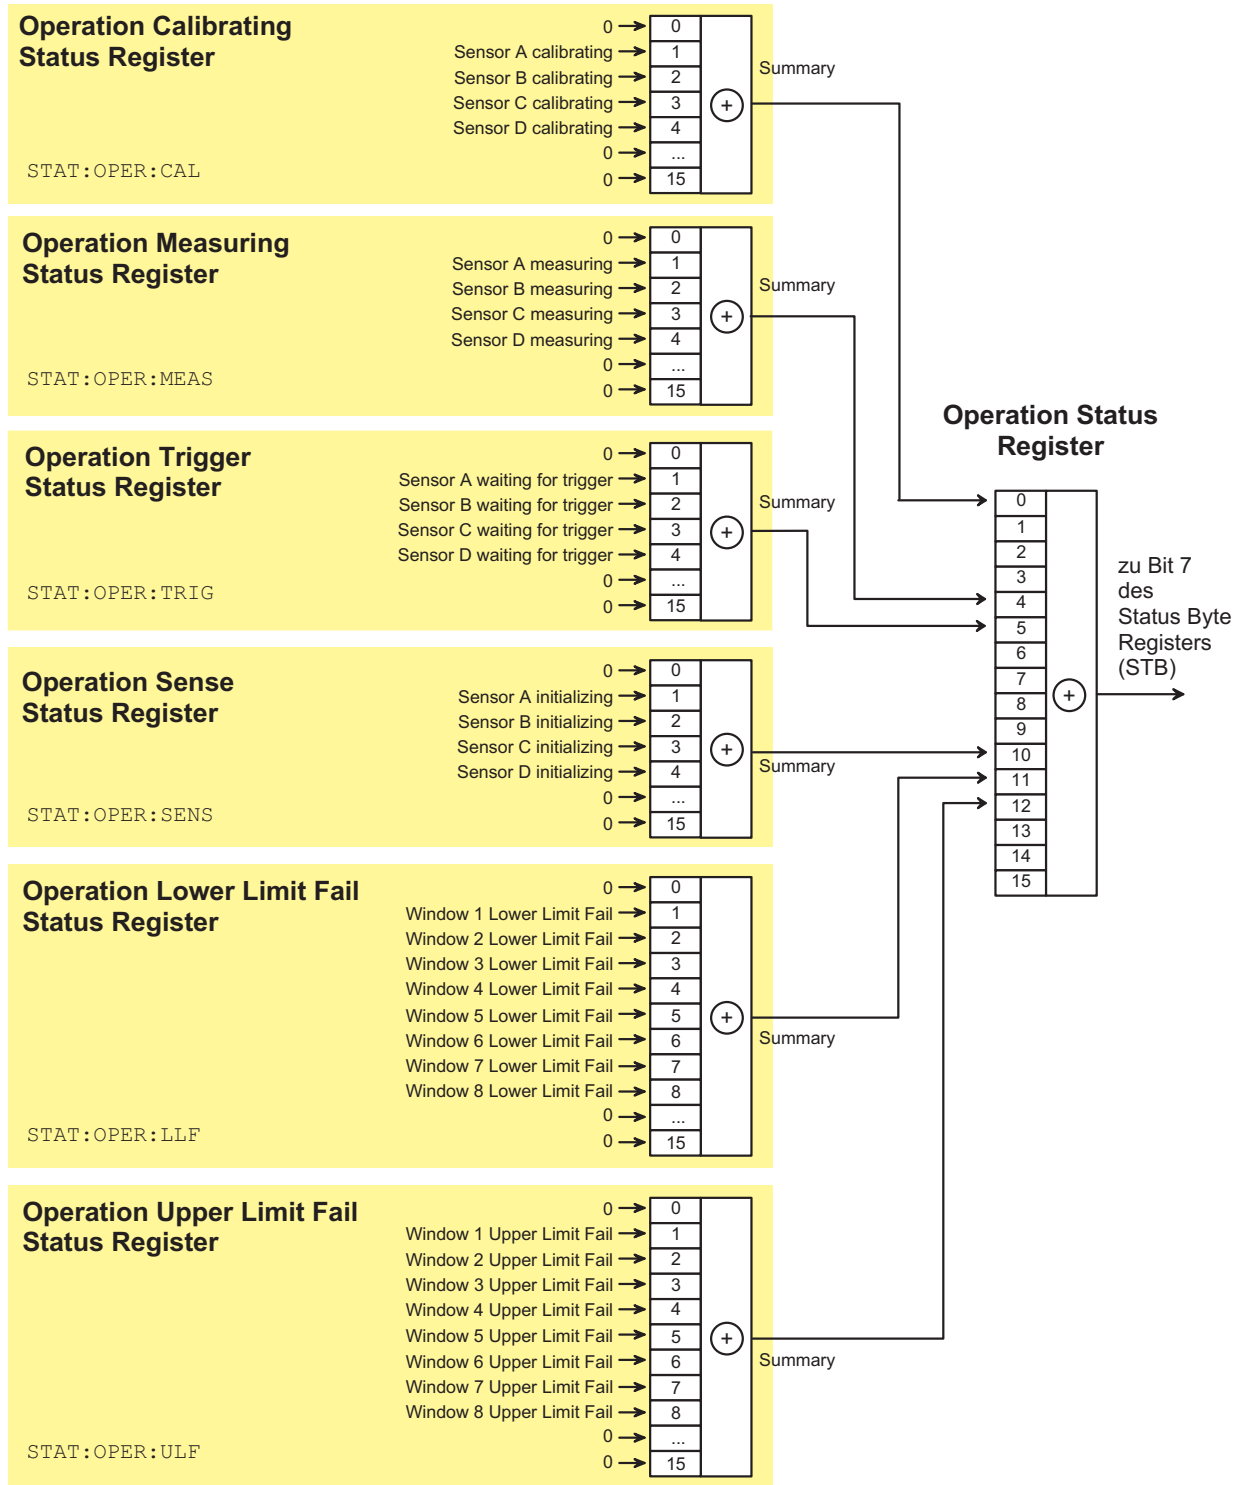 Operation Calibrating
Status Register
0 0
Sensor A calibrating 1
Sensor B calibrating 2
Sensor C calibrating 3
Sensor D calibrating 4
0 ...
0 15
+
Summary
STAT:OPER:CAL
Operation Measuring
Status Register
0 0
Sensor A measuring 1
Sensor B measuring 2
Sensor C measuring 3
Sensor D measuring 4
0 ...
0 15
+
Summary
STAT:OPER:MEAS
Operation Trigger
Status Register
0 0
Sensor A waiting for trigger 1
Sensor B waiting for trigger 2
Sensor C waiting for trigger 3
Sensor D waiting for trigger 4
0 ...
0 15
+
Summary
STAT:OPER:TRIG
Operation Sense
Status Register
0 0
Sensor A initializing 1
Sensor B initializing 2
Sensor C initializing 3
Sensor D initializing 4
0 ...
0 15
+
Summary
STAT:OPER:SENS
Operation Lower Limit Fail
Status Register
0 0
Window 1 Lower Limit Fail 1
Window 2 Lower Limit Fail 2
Window 3 Lower Limit Fail 3
Window 4 Lower Limit Fail 4
Window 5 Lower Limit Fail 5
Window 6 Lower Limit Fail 6
Window 7 Lower Limit Fail 7
Window 8 Lower Limit Fail 8
0 ...
0 15
+
Summary
STAT:OPER:LLF
Operation Upper Limit Fail
Status Register
0 0
Window 1 Upper Limit Fail 1
Window 2 Upper Limit Fail 2
Window 3 Upper Limit Fail 3
Window 4 Upper Limit Fail 4
Window 5 Upper Limit Fail 5
Window 6 Upper Limit Fail 6
Window 7 Upper Limit Fail 7
Window 8 Upper Limit Fail 8
0 ...
0 15
+
Summary
STAT:OPER:ULF
Operation Status
Register
0
1
2
3
4
5
6
7
8
9
10
11
12
13
14
15
+
zu Bit 7
des
Status Byte
Registers
(STB)